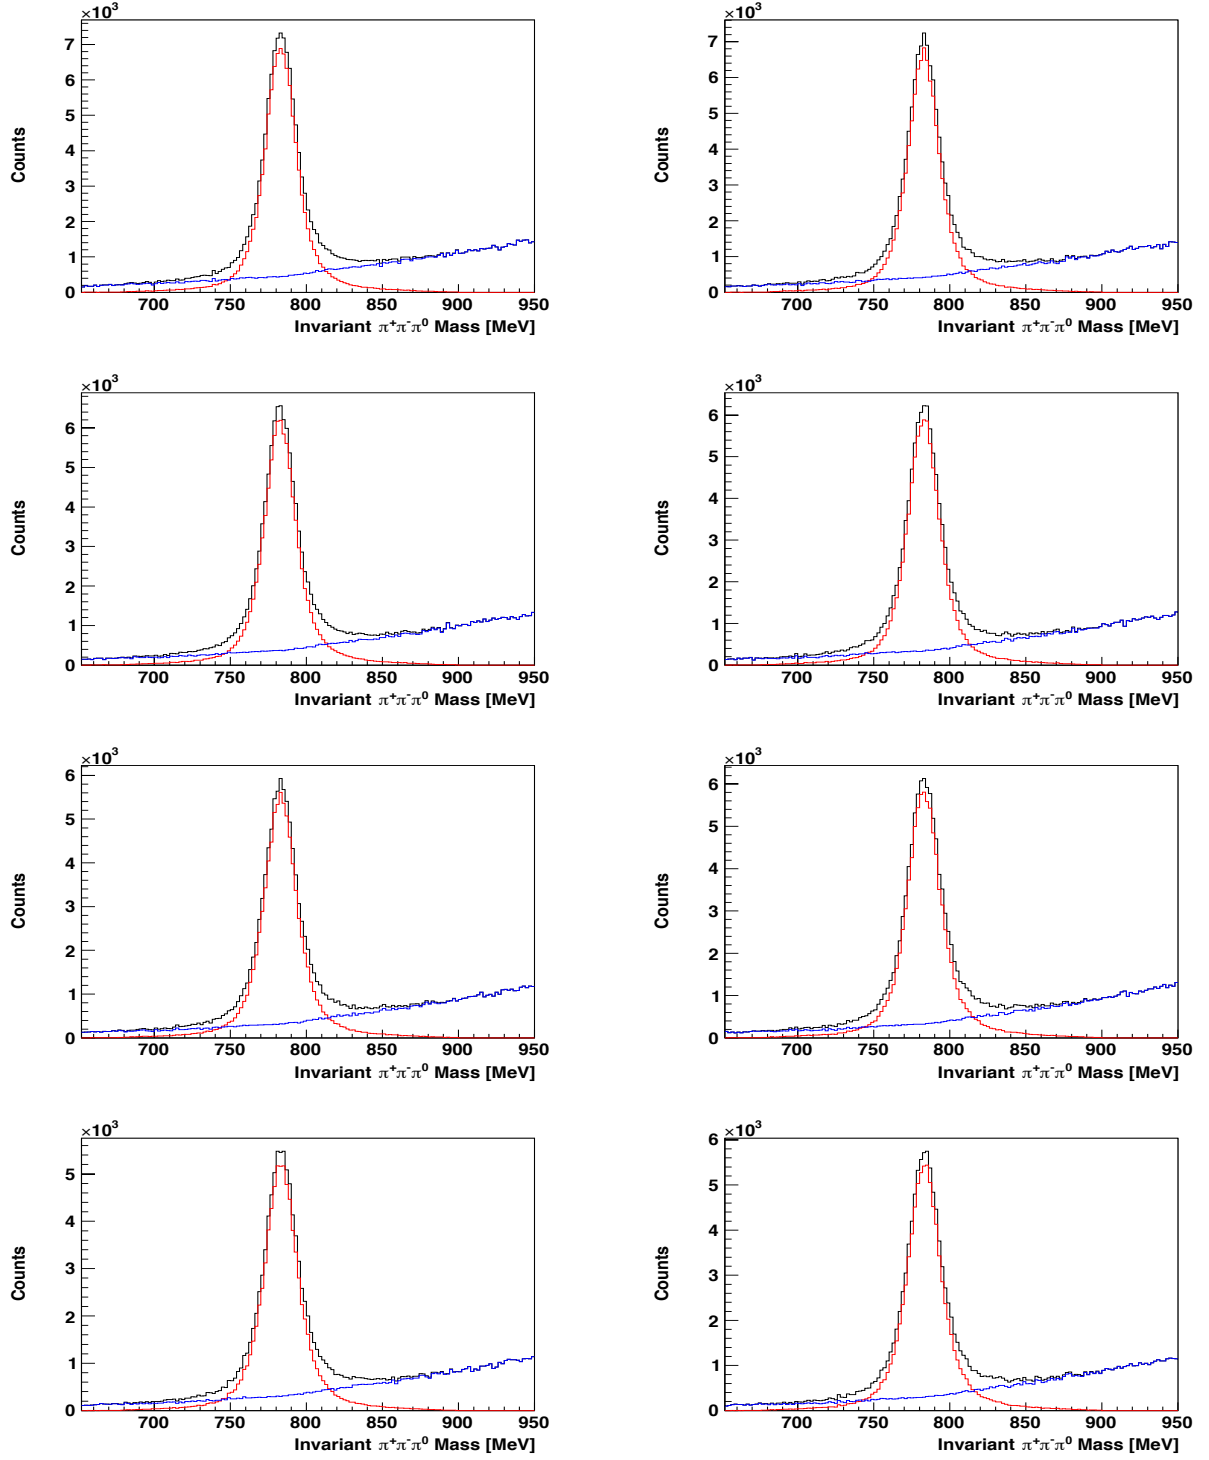 ×10³ ×10³
7 7
6 6
5 5
4 4
3 3
2 2
1 1
0 0
Counts Counts
700 750 800 850 900 950 700 750 800 850 900 950
Invariant π⁺π⁻π⁰ Mass [MeV] Invariant π⁺π⁻π⁰ Mass [MeV]
×10³ ×10³
6 6
5 5
4 4
3 3
2 2
1 1
0 0
Counts Counts
700 750 800 850 900 950 700 750 800 850 900 950
Invariant π⁺π⁻π⁰ Mass [MeV] Invariant π⁺π⁻π⁰ Mass [MeV]
×10³ ×10³
6 6
5 5
4 4
3 3
2 2
1 1
0 0
Counts Counts
700 750 800 850 900 950 700 750 800 850 900 950
Invariant π⁺π⁻π⁰ Mass [MeV] Invariant π⁺π⁻π⁰ Mass [MeV]
×10³ ×10³
6
5 5
4 4
3 3
2 2
1 1
0 0
Counts Counts
700 750 800 850 900 950 700 750 800 850 900 950
Invariant π⁺π⁻π⁰ Mass [MeV] Invariant π⁺π⁻π⁰ Mass [MeV]